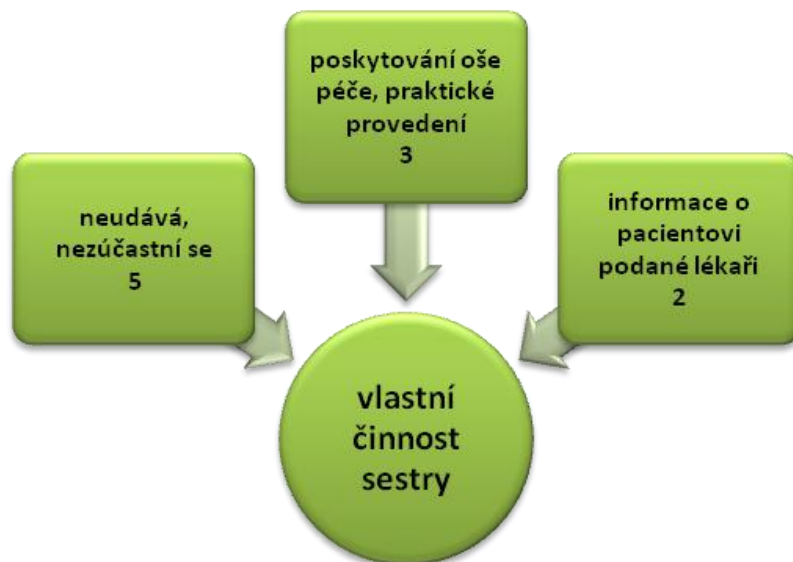 poskytování oše
péče, praktické
provedení
3
neudává,
nezúčastní se
5
informace o
pacientovi
podané lékaři
2
vlastní
činnost
sestry